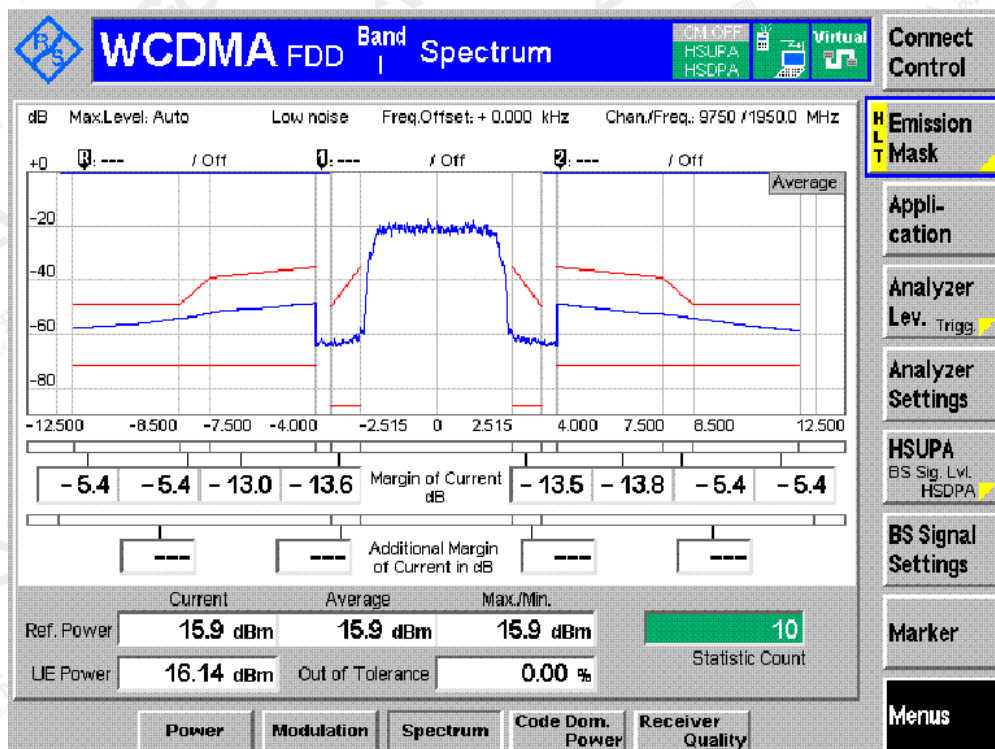 R S
WCDMA FDD Band I Spectrum
CM OFF
HSUPA
HSDPA
Virtual
Connect Control
dB Max.Level: Auto Low noise Freq.Offset: + 0.000 kHz Chan./Freq.: 9750 / 1950.0 MHz
R: --- / Off 1: --- / Off 2: --- / Off
Average
+0
-20
-40
-60
-80
-12.500 -8.500 -7.500 -4.000 -2.515 0 2.515 4.000 7.500 8.500 12.500
- 5.4 - 5.4 - 13.0 - 13.6 Margin of Current dB - 13.5 - 13.8 - 5.4 - 5.4
--- --- Additional Margin of Current in dB --- ---
Current Average Max./Min.
Ref. Power 15.9 dBm 15.9 dBm 15.9 dBm 10
Statistic Count
UE Power 16.14 dBm Out of Tolerance 0.00 %
HLT
Emission Mask
Appli-
cation
Analyzer
Lev. Trigg.
Analyzer
Settings
HSUPA
BS Sig. Lvl.
HSDPA
BS Signal
Settings
Marker
Menus
Power Modulation Spectrum Code Dom. Power Receiver Quality